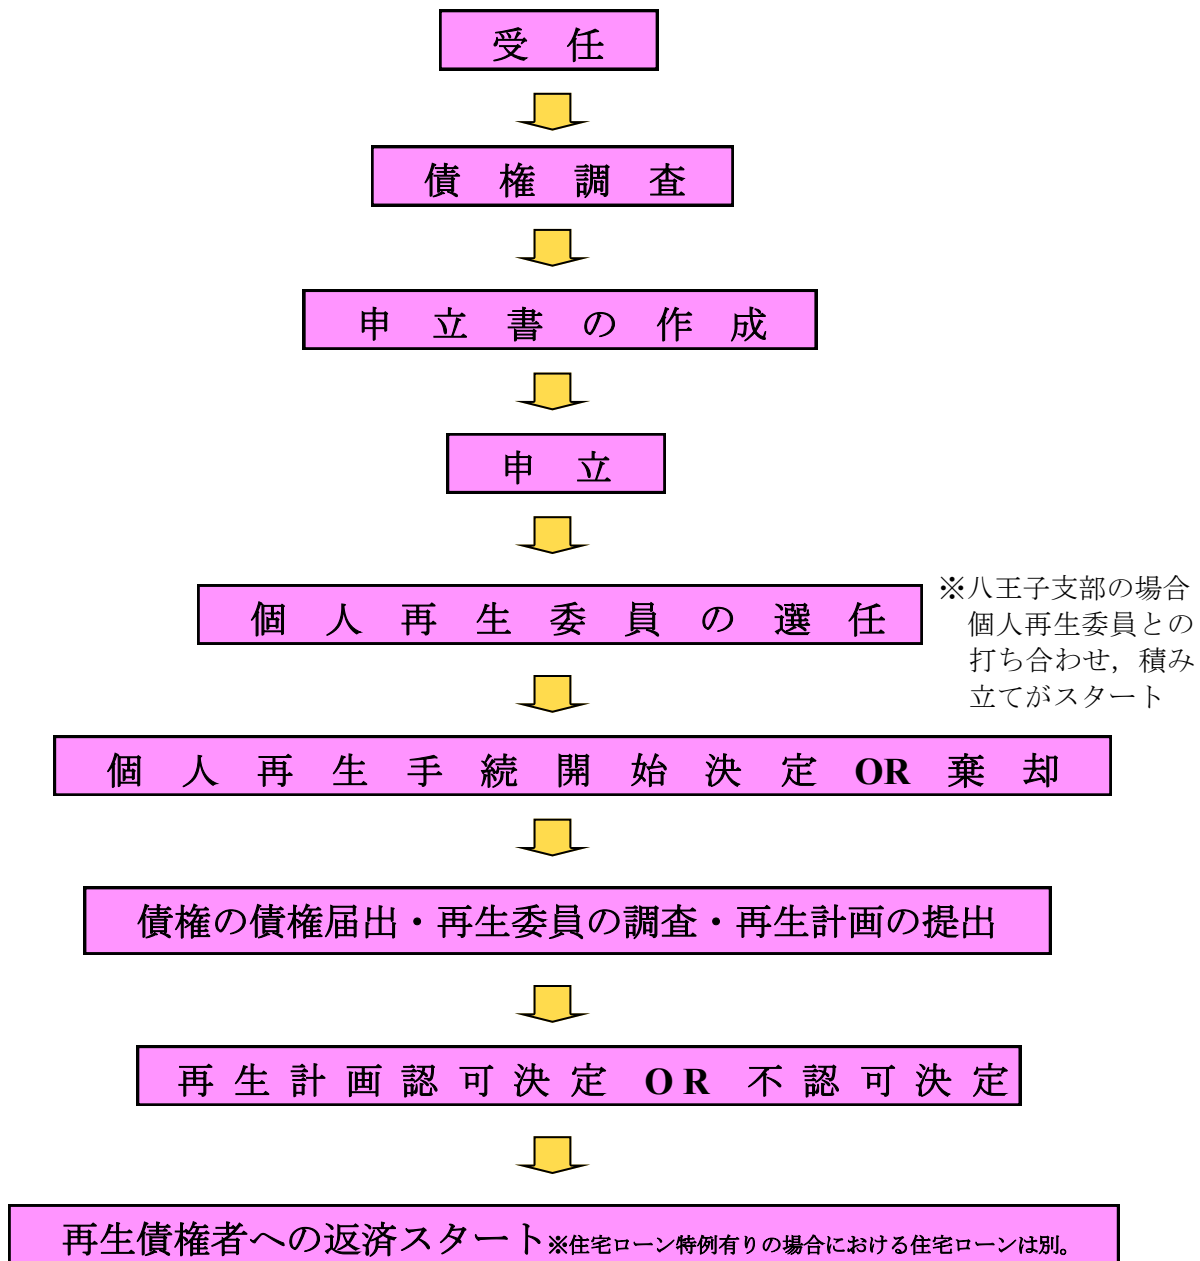 受任
債権調査
申立書の作成
申立
個人再生委員の選任
※八王子支部の場合
個人再生委員との
打ち合わせ，積み
立てがスタート
個人再生手続開始決定OR棄却
債権の債権届出・再生委員の調査・再生計画の提出
再生計画認可決定 OR 不認可決定
再生債権者への返済スタート※住宅ローン特例有りの場合における住宅ローンは別。